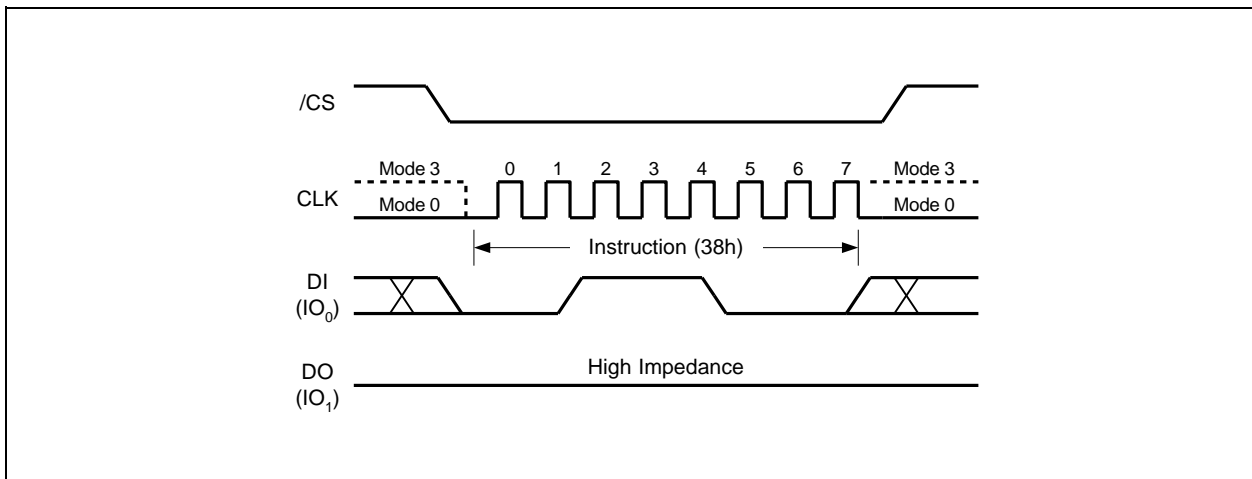 /CS
Mode 3 0 1 2 3 4 5 6 7 Mode 3
CLK
Mode 0 Mode 0
Instruction (38h)
DI
(IO₀)
High Impedance
DO
(IO₁)